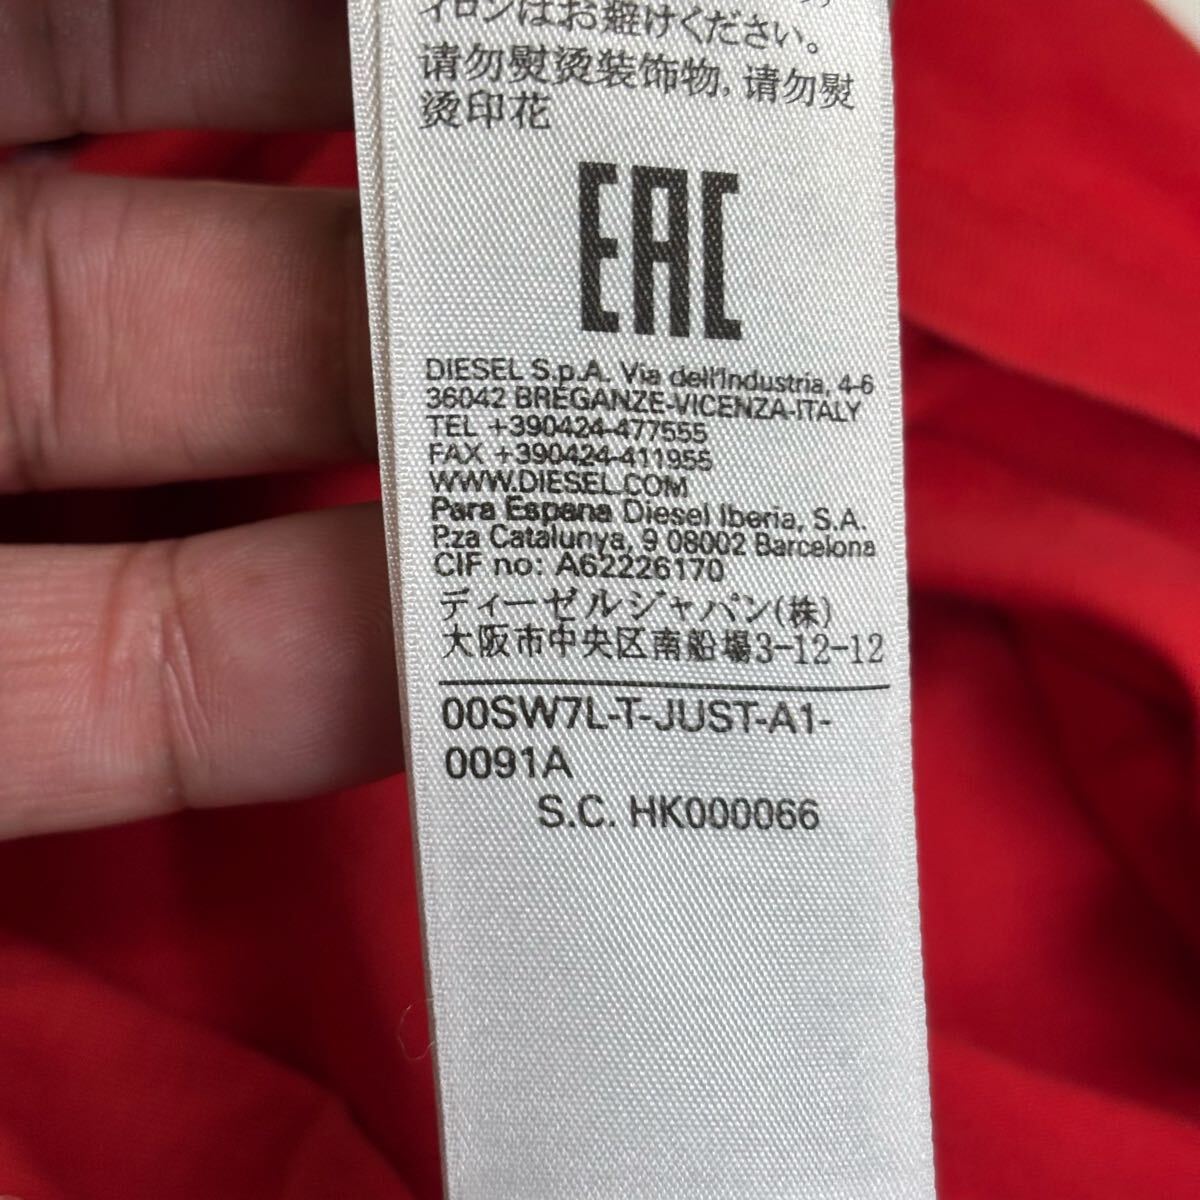 イロンはお避けください。
请勿熨烫装饰物,请勿熨
烫印花
EAC
DIESEL S.p.A. Via dell'Industria, 4-6
36042 BREGANZE-VICENZA-ITALY
TEL +390424-477555
FAX +390424-411955
WWW.DIESEL.COM
Para Espana Diesel Iberia, S.A.
P.za Catalunya, 9 08002 Barcelona
CIF no: A62226170
ディーゼルジャパン(株)
大阪市中央区南船場3-12-12
00SW7L-T-JUST-A1-
0091A
S.C. HK000066